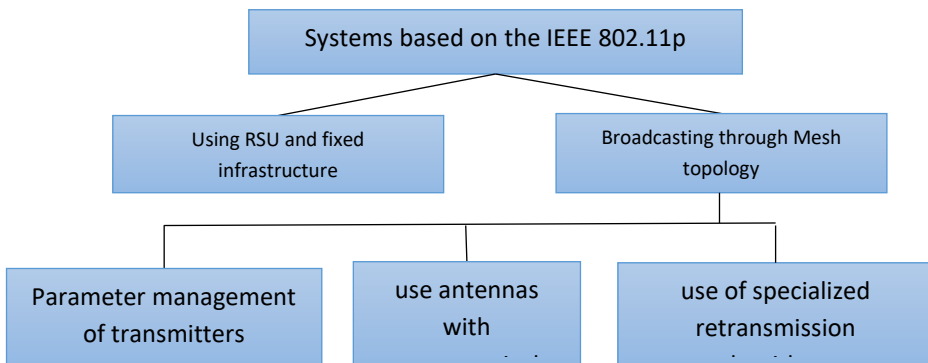 Systems based on the IEEE 802.11p
Using RSU and fixed
infrastructure
Broadcasting through Mesh
topology
Parameter management
of transmitters
use antennas
with
use of specialized
retransmission